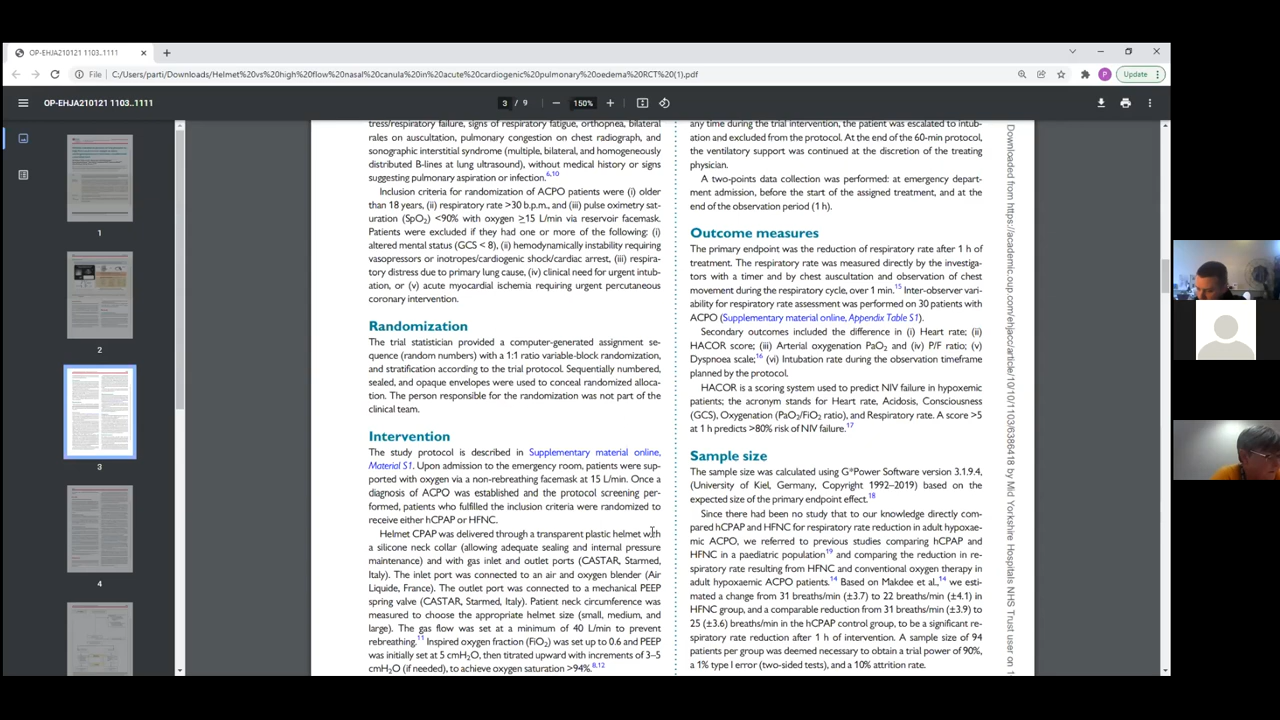 OP-EHJA210121 1103..1111
File
C:/Users/parti/Downloads/Helmet%20vs%20high%20flow%20nasal%20canula%20in%20acute%20cardiogenic%20pulmonary%20oedema%20RCT%20(1).pdf
P
Update
OP-EHJA210121 1103..1111
3 / 9
150%
1
2
3
4
tress/respiratory failure, signs of respiratory fatigue, orthopnea, bilateral
rales on auscultation, pulmonary congestion on chest radiograph, and
sonographic interstitial syndrome (multiple, bilateral, and homogeneously
distributed B-lines at lung ultrasound), without medical history or signs
suggesting pulmonary aspiration or infection.6,10
Inclusion criteria for randomization of ACPO patients were (i) older
than 18 years, (ii) respiratory rate >30 b.p.m., and (iii) pulse oximetry sat-
uration (SpO2) <90% with oxygen ≥15 L/min via reservoir facemask.
Patients were excluded if they had one or more of the following: (i)
altered mental status (GCS < 8), (ii) hemodynamically instability requiring
vasopressors or inotropes/cardiogenic shock/cardiac arrest, (iii) respira-
tory distress due to primary lung cause, (iv) clinical need for urgent intub-
ation, or (v) acute myocardial ischemia requiring urgent percutaneous
coronary intervention.
Randomization
The trial statistician provided a computer-generated assignment se-
quence (random numbers) with a 1:1 ratio variable-block randomization,
and stratification according to the trial protocol. Sequentially numbered,
sealed, and opaque envelopes were used to conceal randomized alloca-
tion. The person responsible for the randomization was not part of the
clinical team.
Intervention
The study protocol is described in Supplementary material online,
Material S1. Upon admission to the emergency room, patients were sup-
ported with oxygen via a non-rebreathing facemask at 15 L/min. Once a
diagnosis of ACPO was established and the protocol screening per-
formed, patients who fulfilled the inclusion criteria were randomized to
receive either hCPAP or HFNC.
Helmet CPAP was delivered through a transparent plastic helmet with
a silicone neck collar (allowing adequate sealing and internal pressure
maintenance) and with gas inlet and outlet ports (CASTAR, Starmed,
Italy). The inlet port was connected to an air and oxygen blender (Air
Liquide, France). The outlet port was connected to a mechanical PEEP
spring valve (CASTAR, Starmed, Italy). Patient neck circumference was
measured to choose the appropriate helmet size (small, medium, and
large). The gas flow was set at a minimum of 40 L/min to prevent
rebreathing.11 Inspired oxygen fraction (FiO2) was set up to 0.6 and PEEP
was initially set at 5 cmH2O, then titrated upward with increments of 3–5
cmH2O (if needed), to achieve oxygen saturation >94%.8,12
any time during the trial intervention, the patient was escalated to intub-
ation and excluded from the protocol. At the end of the 60-min protocol,
the ventilatory support was continued at the discretion of the treating
physician.
A two-points data collection was performed: at emergency depart-
ment admission, before the start of the assigned treatment, and at the
end of the observation period (1 h).
Outcome measures
The primary endpoint was the reduction of respiratory rate after 1 h of
treatment. The respiratory rate was measured directly by the investiga-
tors with a timer and by chest auscultation and observation of chest
movement during the respiratory cycle, over 1 min.15 Inter-observer vari-
ability for respiratory rate assessment was performed on 30 patients with
ACPO (Supplementary material online, Appendix Table S1).
Secondary outcomes included the difference in (i) Heart rate; (ii)
HACOR score; (iii) Arterial oxygenation PaO2 and (iv) P/F ratio; (v)
Dyspnoea scale;16 (vi) Intubation rate during the observation timeframe
planned by the protocol.
HACOR is a scoring system used to predict NIV failure in hypoxemic
patients; the acronym stands for Heart rate, Acidosis, Consciousness
(GCS), Oxygenation (PaO2/FiO2 ratio), and Respiratory rate. A score >5
at 1 h predicts >80% risk of NIV failure.17
Sample size
The sample size was calculated using G*Power Software version 3.1.9.4,
(University of Kiel, Germany, Copyright 1992–2019) based on the
expected size of the primary endpoint effect.18
Since there had been no study that to our knowledge directly com-
pared hCPAP and HFNC for respiratory rate reduction in adult hypoxae-
mic ACPO, we referred to previous studies comparing hCPAP and
HFNC in a paediatric population19 and comparing the reduction in re-
spiratory rate resulting from HFNC and conventional oxygen therapy in
adult hypoxaemic ACPO patients.14 Based on Makdee et al.,14 we esti-
mated a change from 31 breaths/min (±3.7) to 22 breaths/min (±4.1) in
HFNC group, and a comparable reduction from 31 breaths/min (±3.9) to
25 (±3.6) breaths/min in the hCPAP control group, to be a significant re-
spiratory rate reduction after 1 h of intervention. A sample size of 94
patients per group was deemed necessary to obtain a trial power of 90%,
a 1% type I error (two-sided tests), and a 10% attrition rate.
Downloaded from https://academic.oup.com/ehjacc/article/10/10/1103/6386418 by Mid Yorkshire Hospitals NHS Trust user on 1